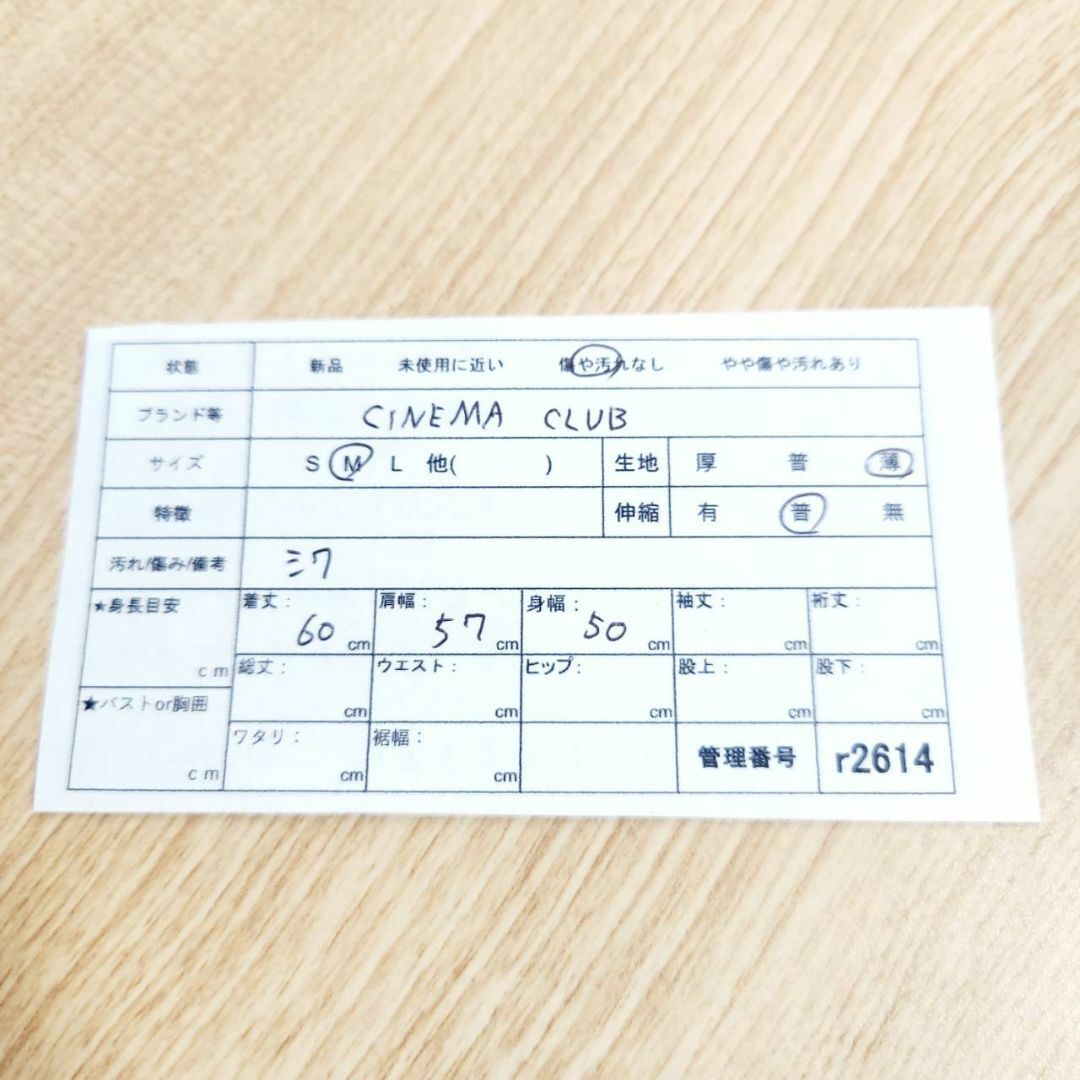 状態 新品 未使用に近い 傷や汚れなし やや傷や汚れあり
ブランド等 CINEMA CLUB
サイズ S M L 他( ) 生地 厚 普 薄
特徴 伸縮 有 普 無
汚れ/傷み/備考 シワ
★身長目安 cm
着丈: 60 cm 肩幅: 57 cm 身幅: 50 cm 袖丈: cm 裄丈: cm
総丈: cm ウエスト: cm ヒップ: cm 股上: cm 股下: cm
★バストor胸囲 cm
ワタリ: cm 裾幅: cm 管理番号 r2614